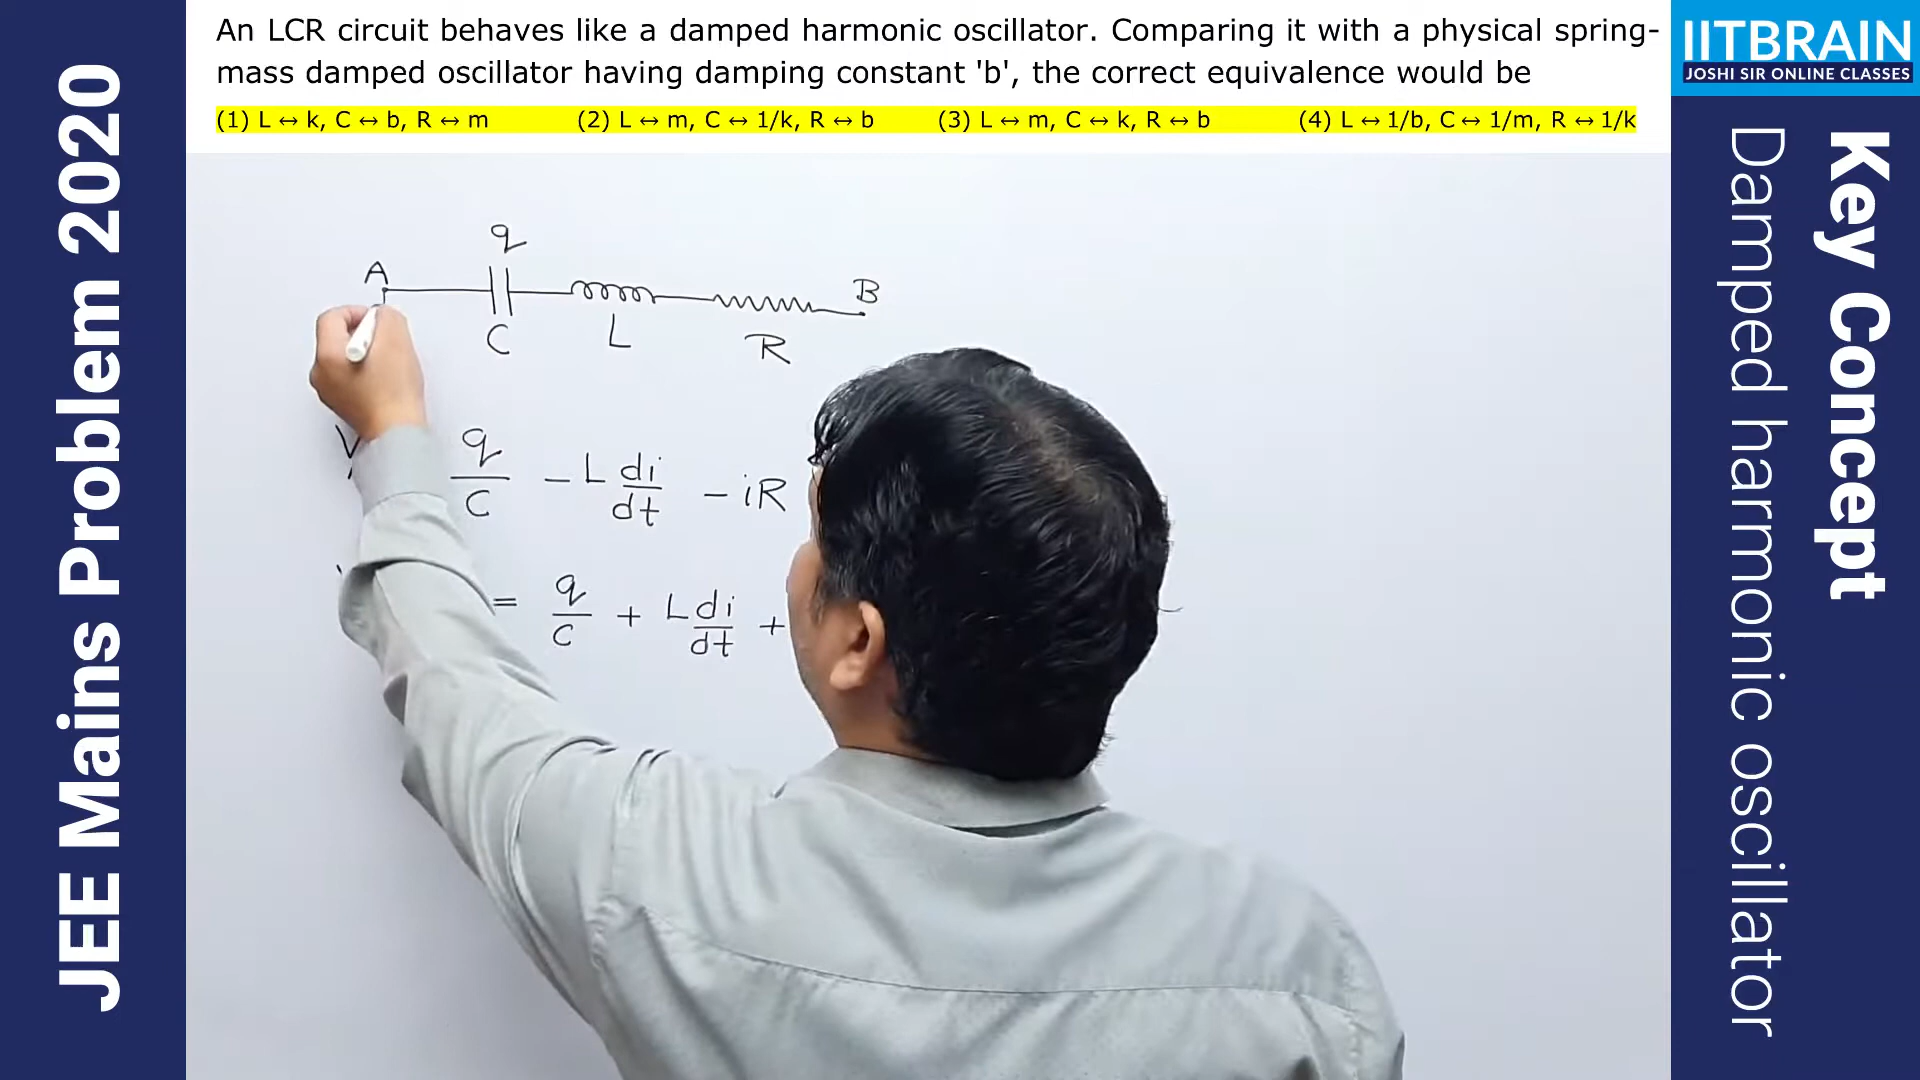 An LCR circuit behaves like a damped harmonic oscillator. Comparing it with a physical spring-
mass damped oscillator having damping constant 'b', the correct equivalence would be
(1) L ↔ k, C ↔ b, R ↔ m (2) L ↔ m, C ↔ 1/k, R ↔ b (3) L ↔ m, C ↔ k, R ↔ b (4) L ↔ 1/b, C ↔ 1/m, R ↔ 1/k
IITBRAIN
JOSHI SIR ONLINE CLASSES
JEE Mains Problem 2020
Key Concept
Damped harmonic oscillator
q
A B
C L R
V q/C - L di/dt - iR
= q/C + L di/dt +